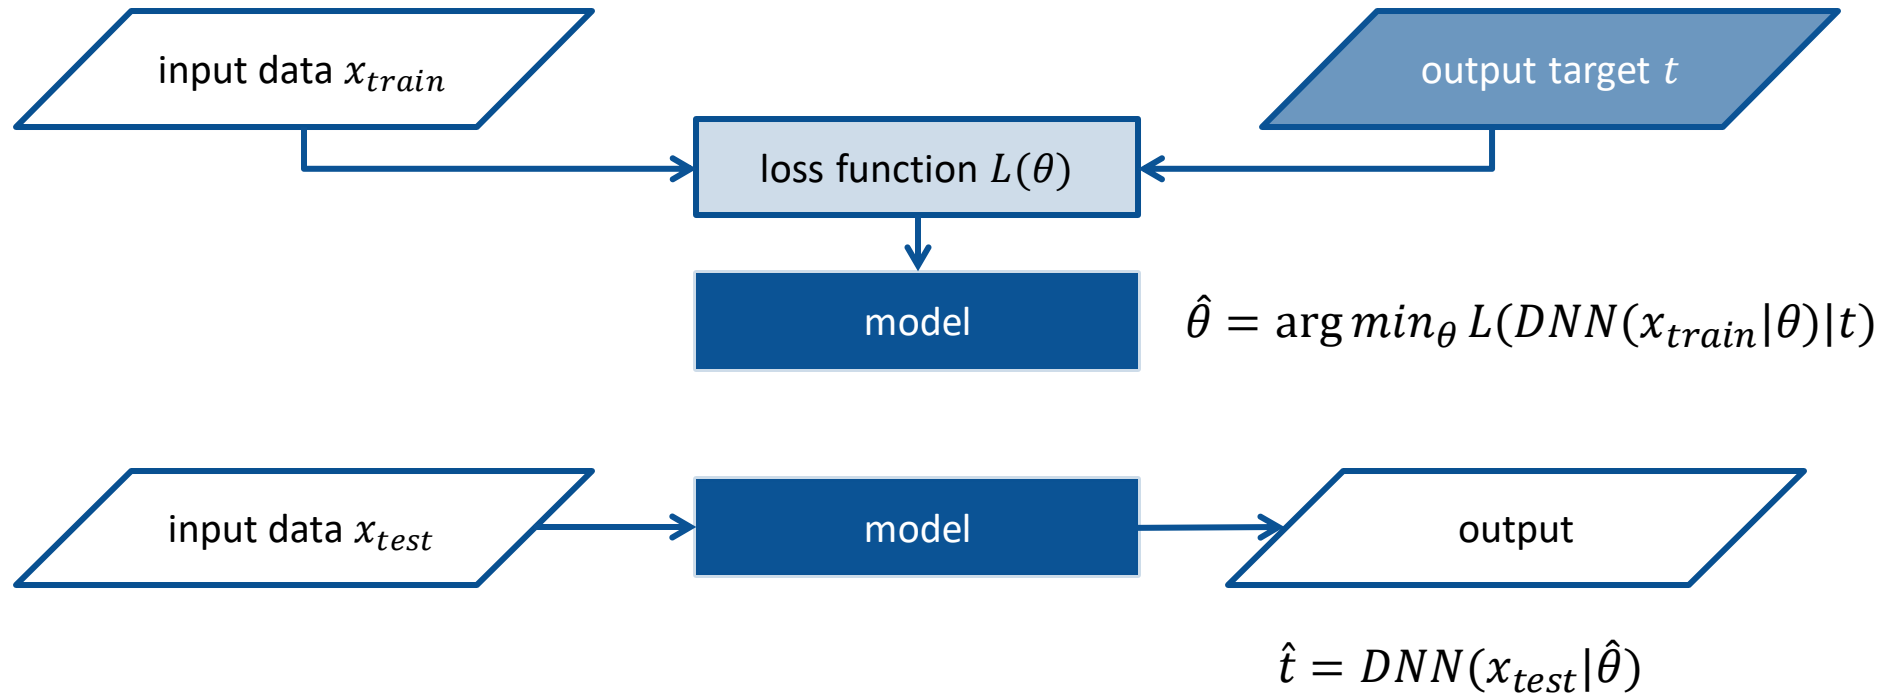 input data x_train
output target t
loss function L(θ)
model
θ̂ = arg min_θ L(DNN(x_train|θ)|t)
input data x_test
model
output
t̂ = DNN(x_test|θ̂)